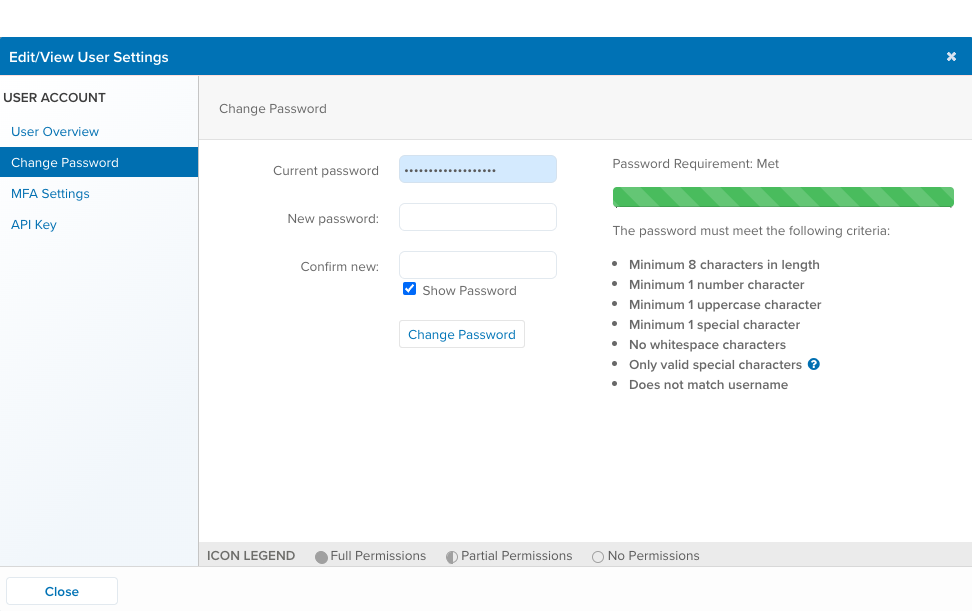 Edit/View User Settings
USER ACCOUNT
User Overview
Change Password
MFA Settings
API Key
Change Password
Current password
•••••••••••••••••••
New password:
Confirm new:
Show Password
Change Password
Password Requirement: Met
The password must meet the following criteria:
• Minimum 8 characters in length
• Minimum 1 number character
• Minimum 1 uppercase character
• Minimum 1 special character
• No whitespace characters
• Only valid special characters ?
• Does not match username
ICON LEGEND Full Permissions Partial Permissions No Permissions
Close